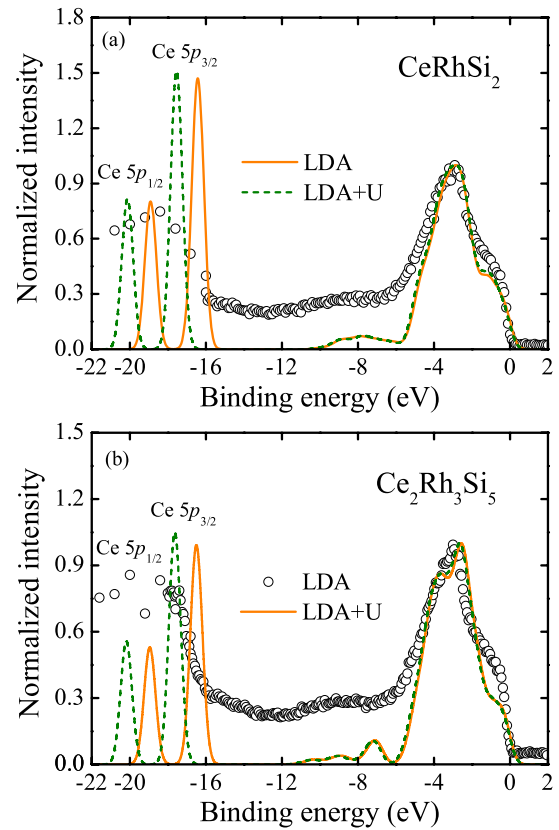 (a)
CeRhSi2
Ce 5p3/2
Ce 5p1/2
LDA
LDA+U
Normalized intensity
1.8
1.5
1.2
0.9
0.6
0.3
0.0
-22 -20 -16 -12 -8 -4 0 2
Binding energy (eV)
(b)
Ce2Rh3Si5
Ce 5p3/2
Ce 5p1/2
LDA
LDA+U
Normalized intensity
1.5
1.2
0.9
0.6
0.3
0.0
-22 -20 -16 -12 -8 -4 0 2
Binding energy (eV)